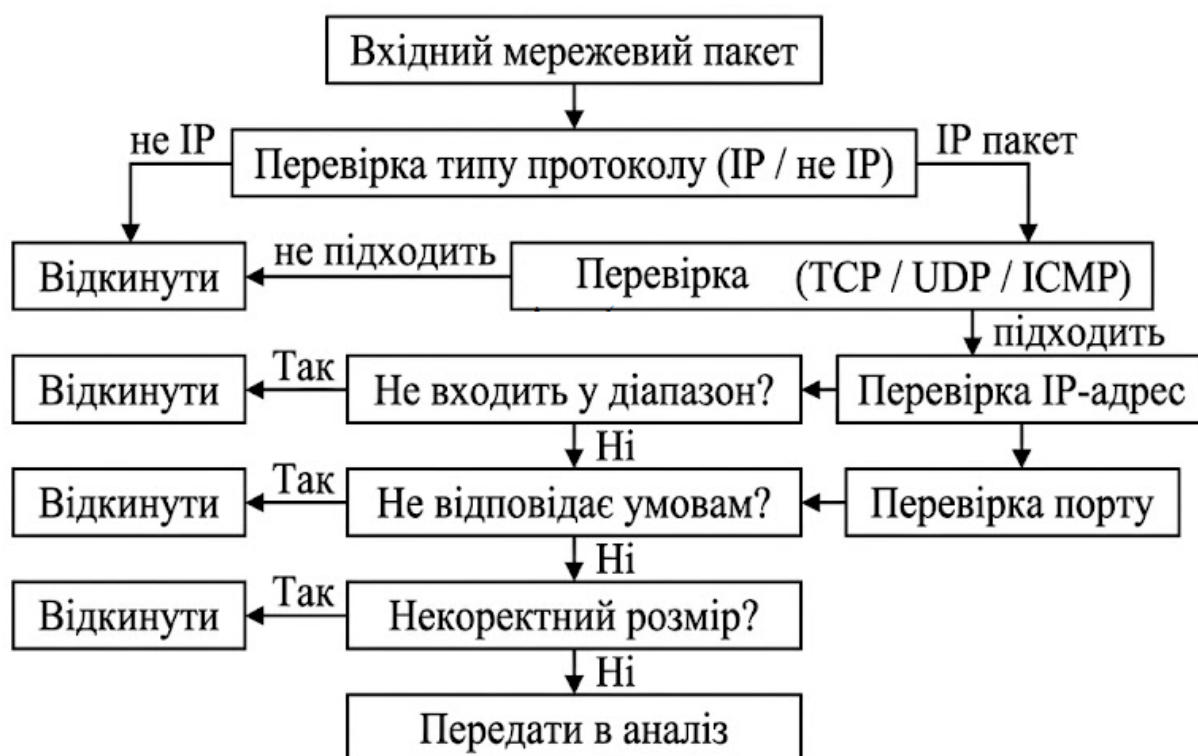 Вхідний мережевий пакет
не IP
IP пакет
Перевірка типу протоколу (IP / не IP)
Відкинути
не підходить
Перевірка (TCP / UDP / ICMP)
підходить
Відкинути
Так
Не входить у діапазон?
Перевірка IP-адрес
Ні
Відкинути
Так
Не відповідає умовам?
Перевірка порту
Ні
Відкинути
Так
Некоректний розмір?
Ні
Передати в аналіз